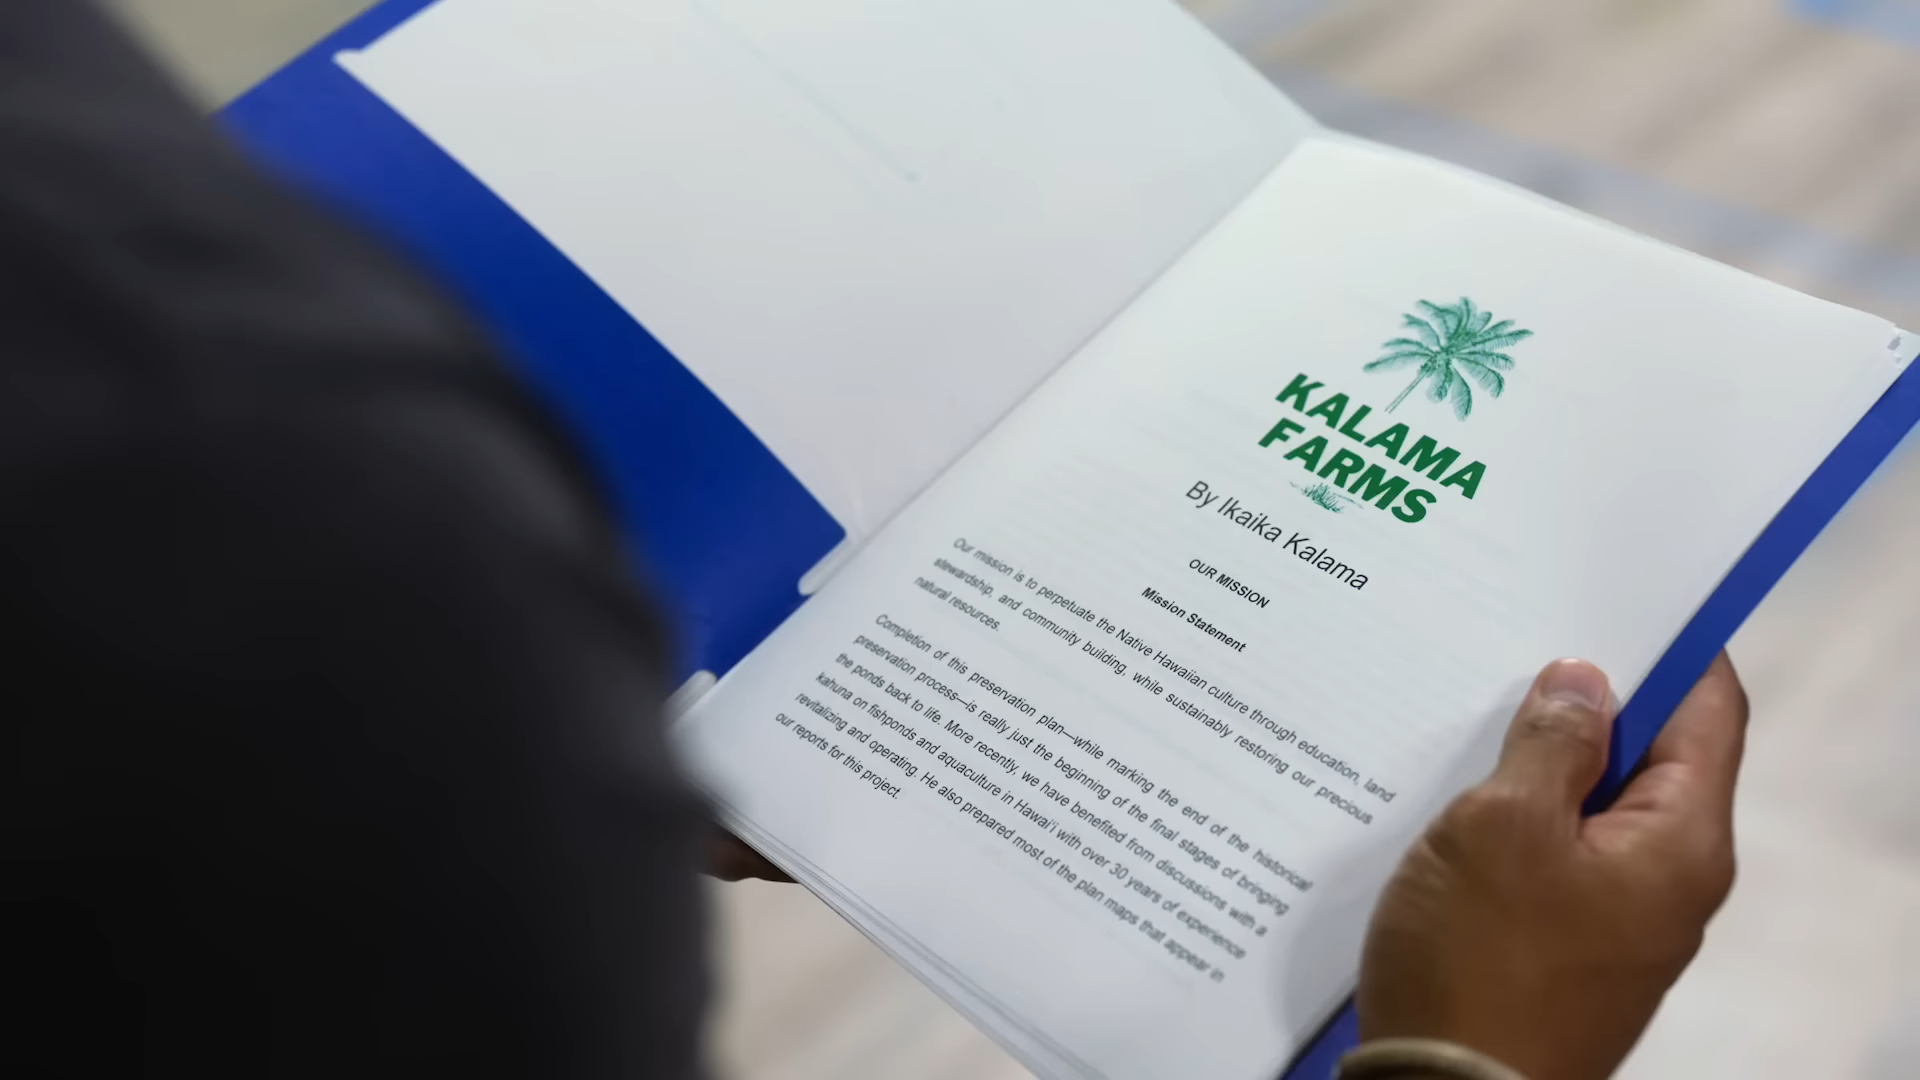 KALAMA
FARMS
By Ikaika Kalama
OUR MISSION
Mission Statement
Our mission is to perpetuate the Native Hawaiian culture through education, land
stewardship, and community building, while sustainably restoring our precious
natural resources.
Completion of this preservation plan—while marking the end of the historical
preservation process—is really just the beginning of the final stages of bringing
the ponds back to life. More recently, we have benefited from discussions with a
kahuna on fishponds and aquaculture in Hawai'i with over 30 years of experience
revitalizing and operating. He also prepared most of the plan maps that appear in
our reports for this project.